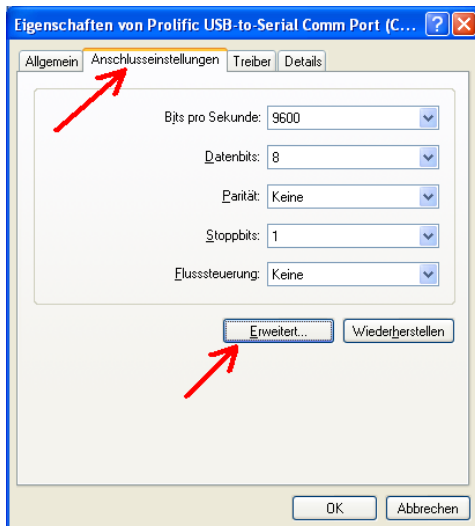 Eigenschaften von Prolific USB-to-Serial Comm Port (C...
Allgemein Anschlusseinstellungen Treiber Details
Bits pro Sekunde: 9600
Datenbits: 8
Parität: Keine
Stoppbits: 1
Flusssteuerung: Keine
Erweitert... Wiederherstellen
OK Abbrechen